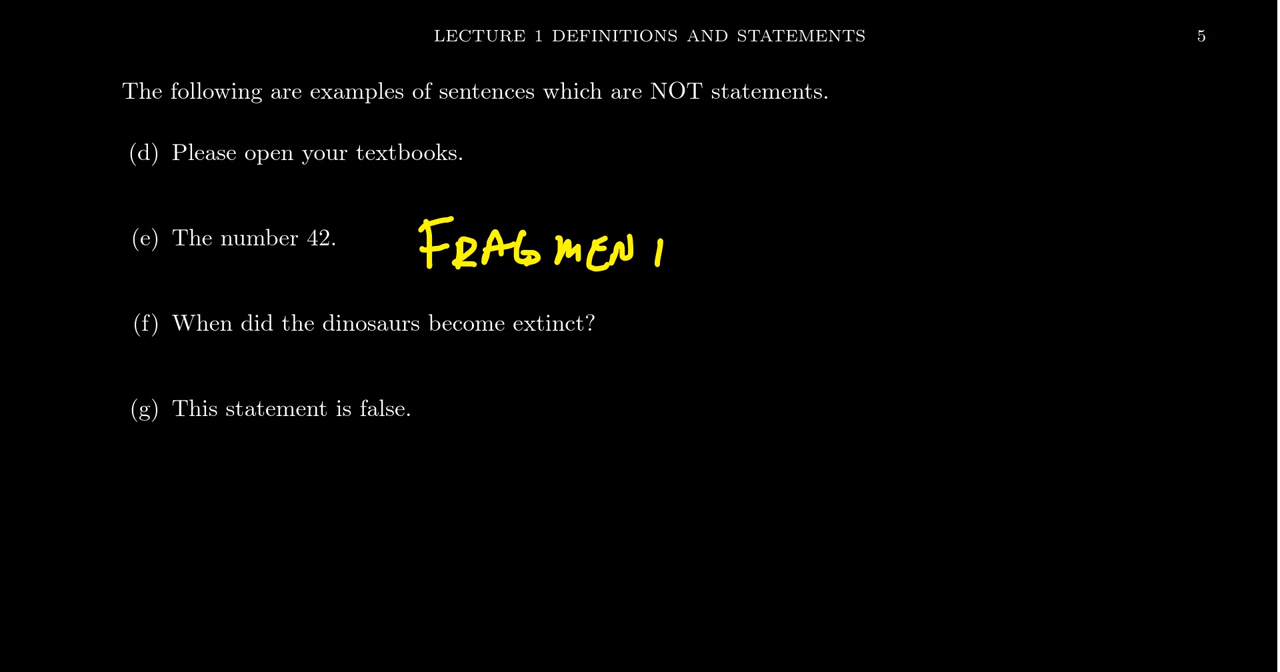 LECTURE 1 DEFINITIONS AND STATEMENTS 5
The following are examples of sentences which are NOT statements.
(d) Please open your textbooks.
(e) The number 42. FRAGMEN I
(f) When did the dinosaurs become extinct?
(g) This statement is false.